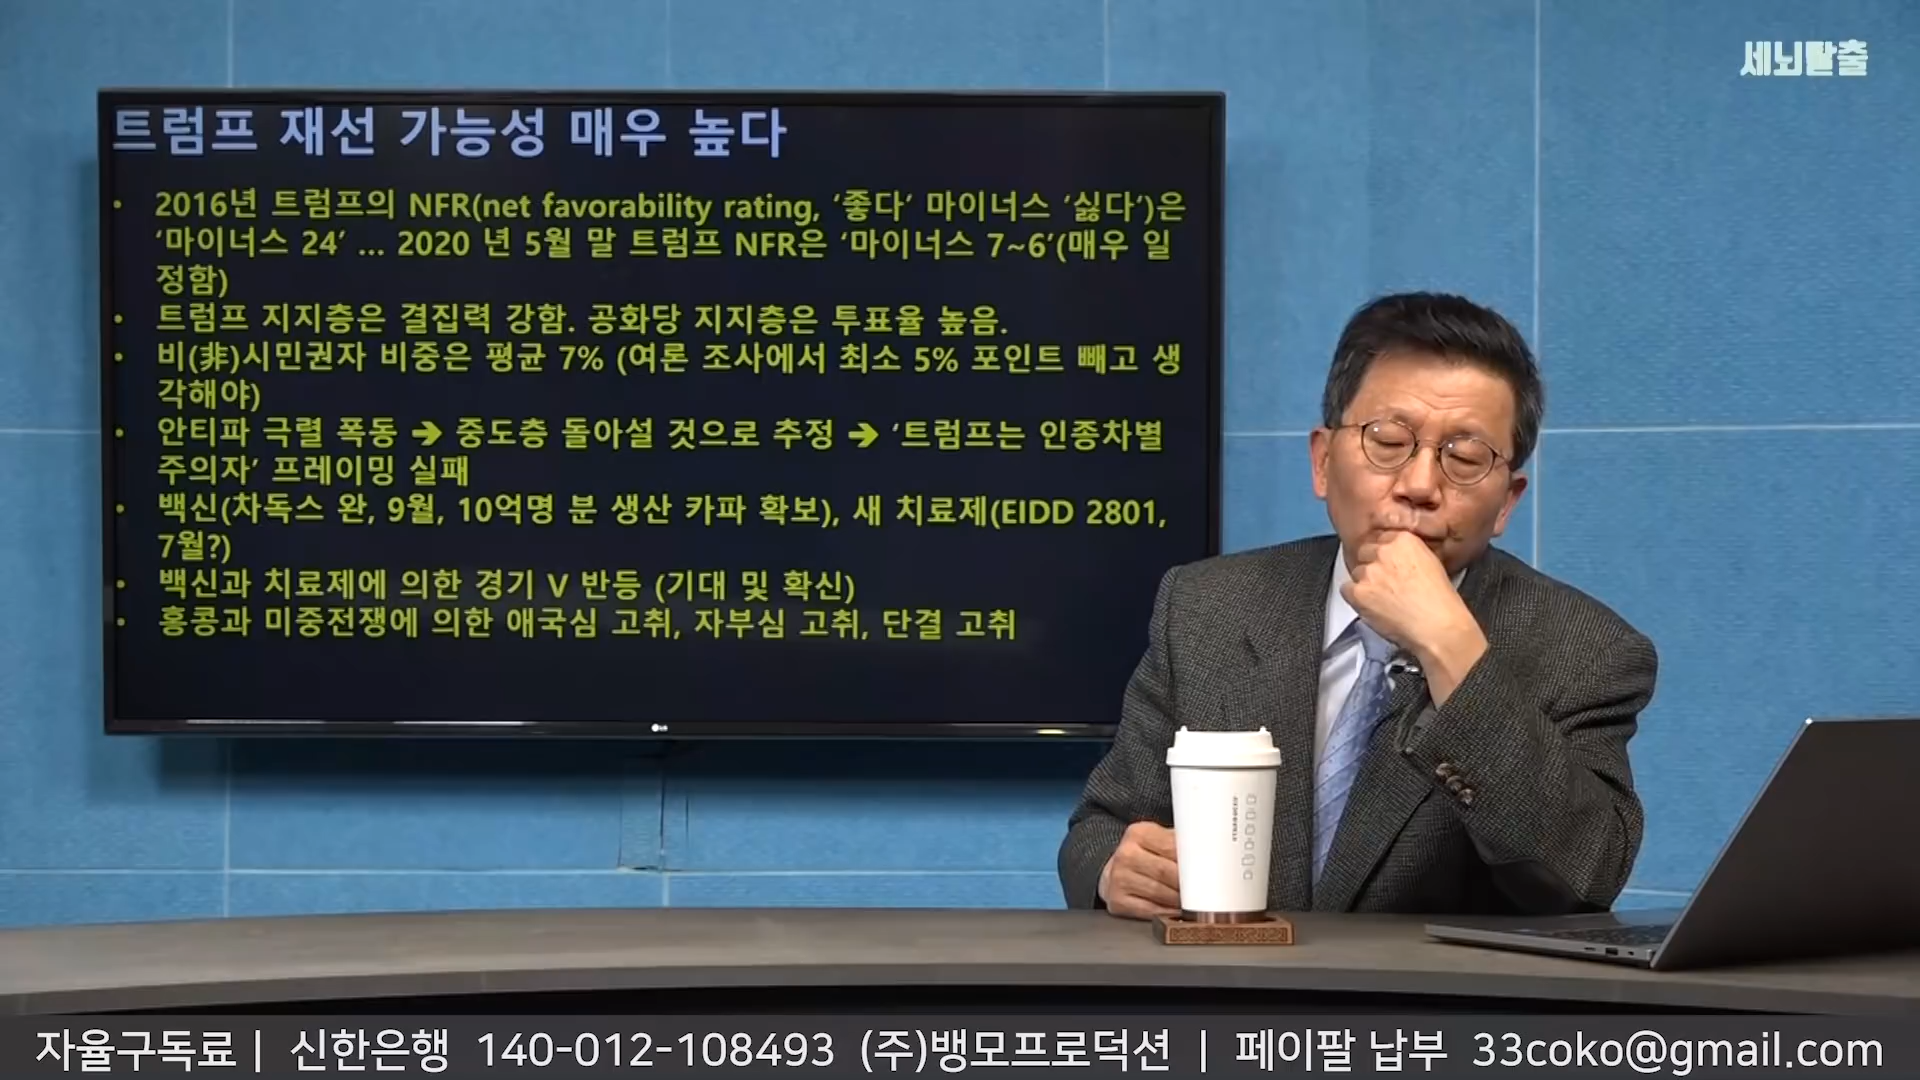 세뇌탈출
트럼프 재선 가능성 매우 높다
• 2016년 트럼프의 NFR(net favorability rating, ‘좋다’ 마이너스 ‘싫다’)은
‘마이너스 24’ ... 2020 년 5월 말 트럼프 NFR은 ‘마이너스 7~6’(매우 일
정함)
• 트럼프 지지층은 결집력 강함. 공화당 지지층은 투표율 높음.
• 비(非)시민권자 비중은 평균 7% (여론 조사에서 최소 5% 포인트 빼고 생
각해야)
• 안티파 극렬 폭동 ➔ 중도층 돌아설 것으로 추정 ➔ ‘트럼프는 인종차별
주의자’ 프레이밍 실패
• 백신(차독스 완, 9월, 10억명 분 생산 카파 확보), 새 치료제(EIDD 2801,
7월?)
• 백신과 치료제에 의한 경기 V 반등 (기대 및 확신)
• 홍콩과 미중전쟁에 의한 애국심 고취, 자부심 고취, 단결 고취
LG
자율구독료 | 신한은행 140-012-108493 (주)뱅모프로덕션 | 페이팔 납부 33coko@gmail.com